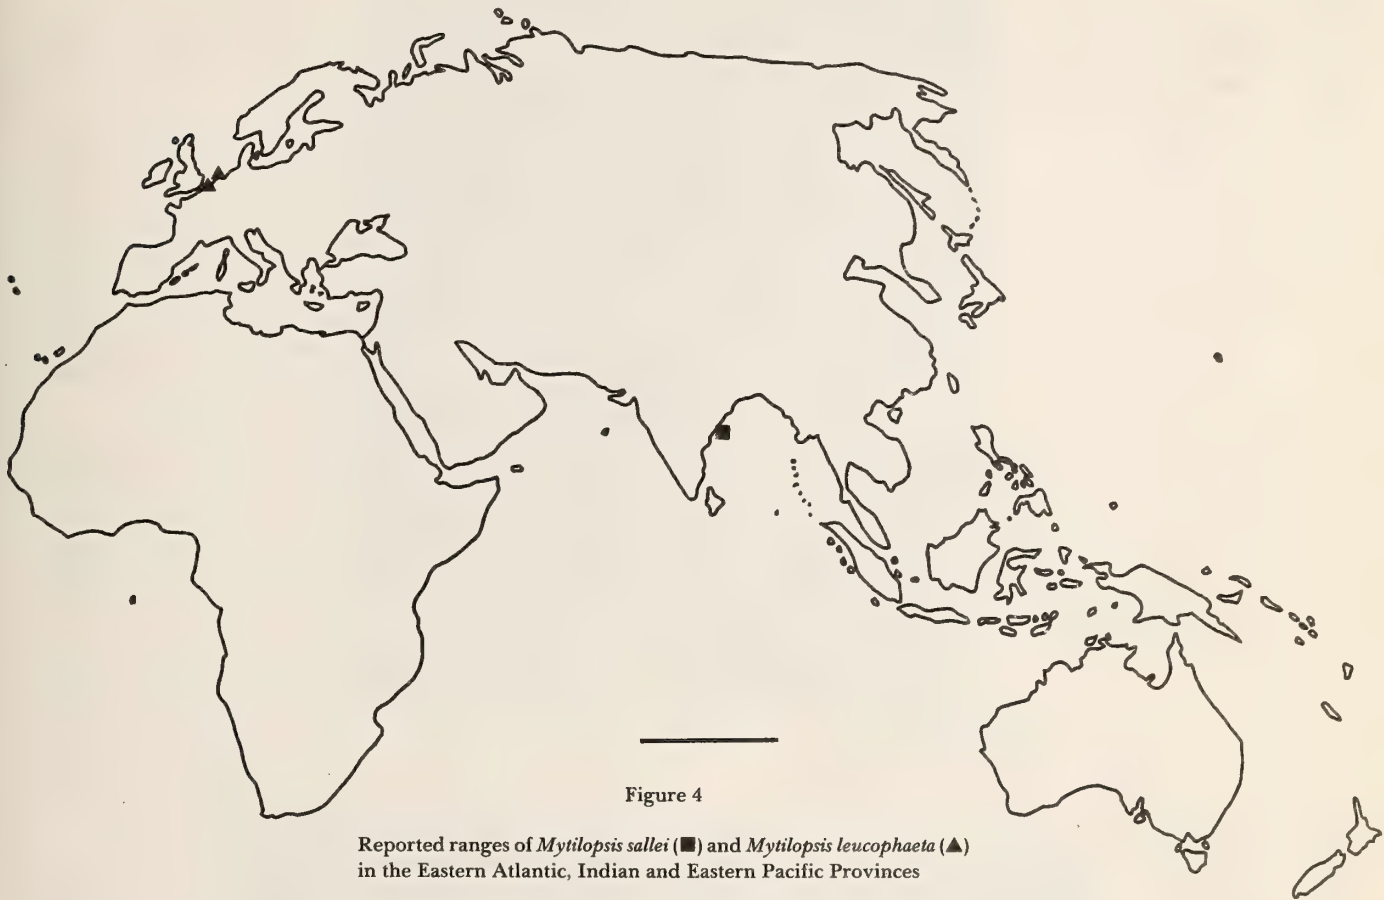 Figure 4
Reported ranges of Mytilopsis sallei (■) and Mytilopsis leucophaeta (▲)
in the Eastern Atlantic, Indian and Eastern Pacific Provinces